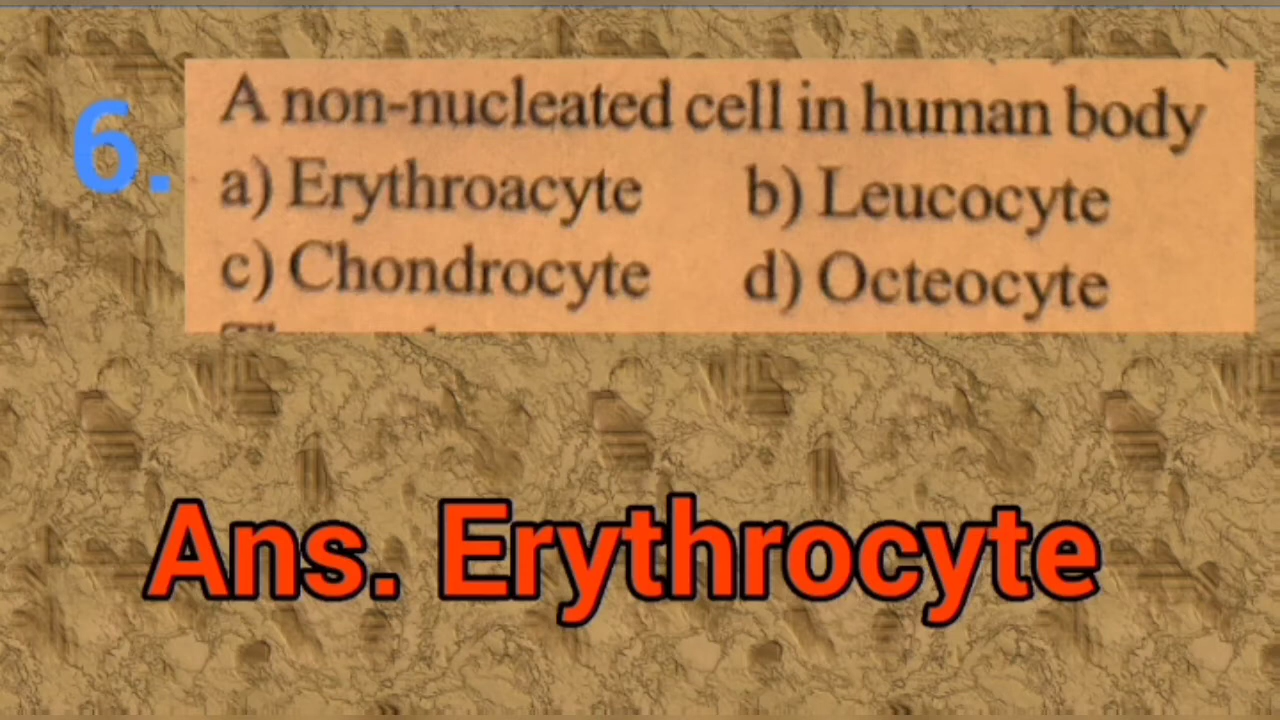 6. A non-nucleated cell in human body
a) Erythroacyte b) Leucocyte
c) Chondrocyte d) Octeocyte
Ans. Erythrocyte